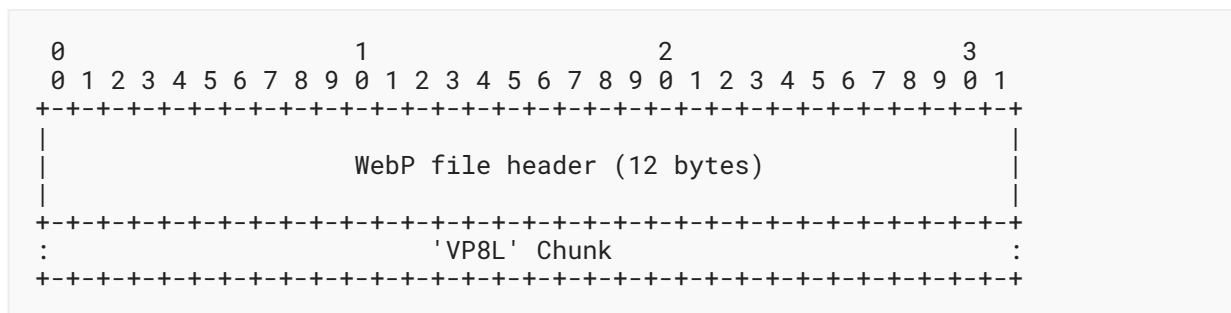 0                   1                   2                   3
 0 1 2 3 4 5 6 7 8 9 0 1 2 3 4 5 6 7 8 9 0 1 2 3 4 5 6 7 8 9 0 1
+-+-+-+-+-+-+-+-+-+-+-+-+-+-+-+-+-+-+-+-+-+-+-+-+-+-+-+-+-+-+-+-+
|                                                               |
|                    WebP file header (12 bytes)                |
|                                                               |
+-+-+-+-+-+-+-+-+-+-+-+-+-+-+-+-+-+-+-+-+-+-+-+-+-+-+-+-+-+-+-+-+
:                         'VP8L' Chunk                          :
+-+-+-+-+-+-+-+-+-+-+-+-+-+-+-+-+-+-+-+-+-+-+-+-+-+-+-+-+-+-+-+-+